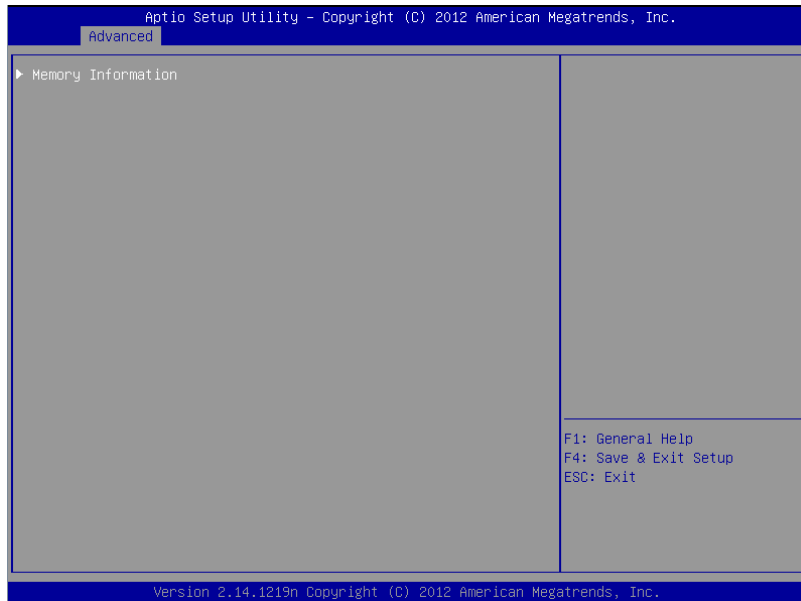 Aptio Setup Utility – Copyright (C) 2012 American Megatrends, Inc.
Advanced
Memory Information
F1: General Help
F4: Save & Exit Setup
ESC: Exit
Version 2.14.1219n Copyright (C) 2012 American Megatrends, Inc.